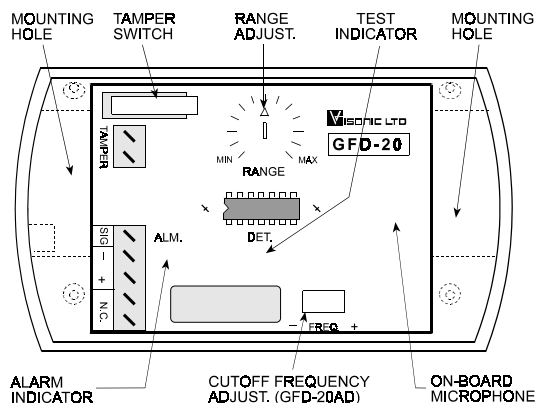 MOUNTING HOLE
TAMPER SWITCH
RANGE ADJUST.
TEST INDICATOR
MOUNTING HOLE
TAMPER
MIN
MAX
RANGE
VISONIC LTD
GFD-20
SIG
ALM.
DET.
– +
N.C.
– FREQ. +
ALARM INDICATOR
CUTOFF FREQUENCY ADJUST. (GFD-20AD)
ON-BOARD MICROPHONE